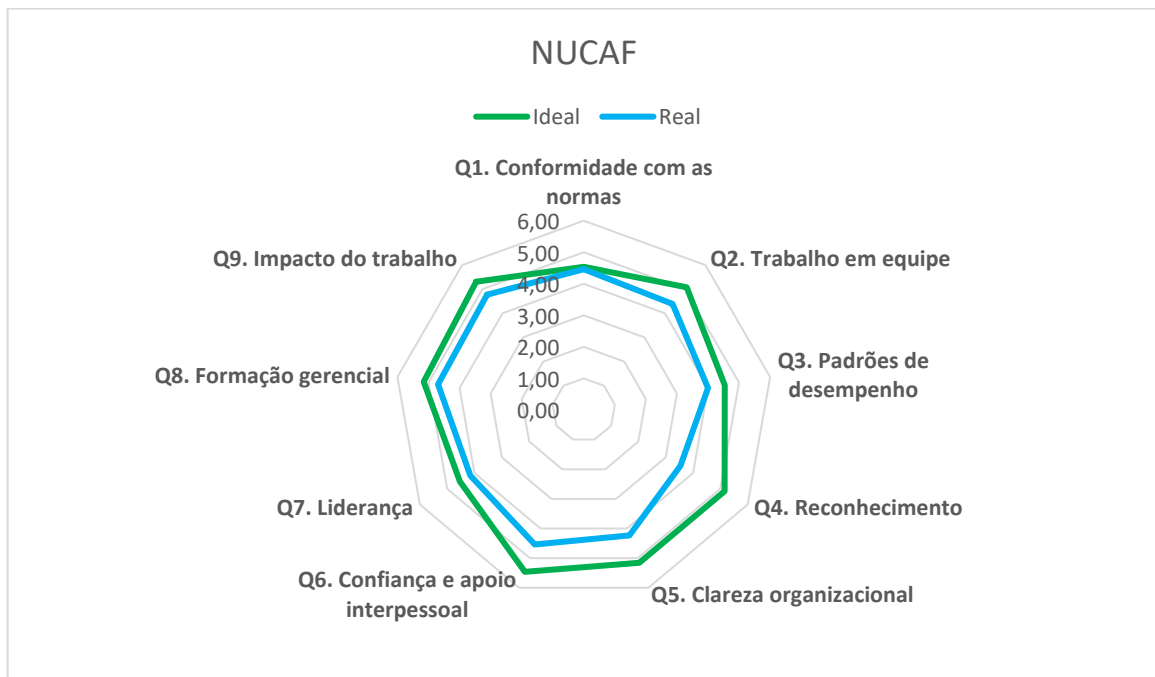 NUCAF
Ideal Real
Q1. Conformidade com as
normas
6,00
5,00
4,00
3,00
2,00
1,00
0,00
Q2. Trabalho em equipe
Q3. Padrões de
desempenho
Q4. Reconhecimento
Q5. Clareza organizacional
Q6. Confiança e apoio
interpessoal
Q7. Liderança
Q8. Formação gerencial
Q9. Impacto do trabalho